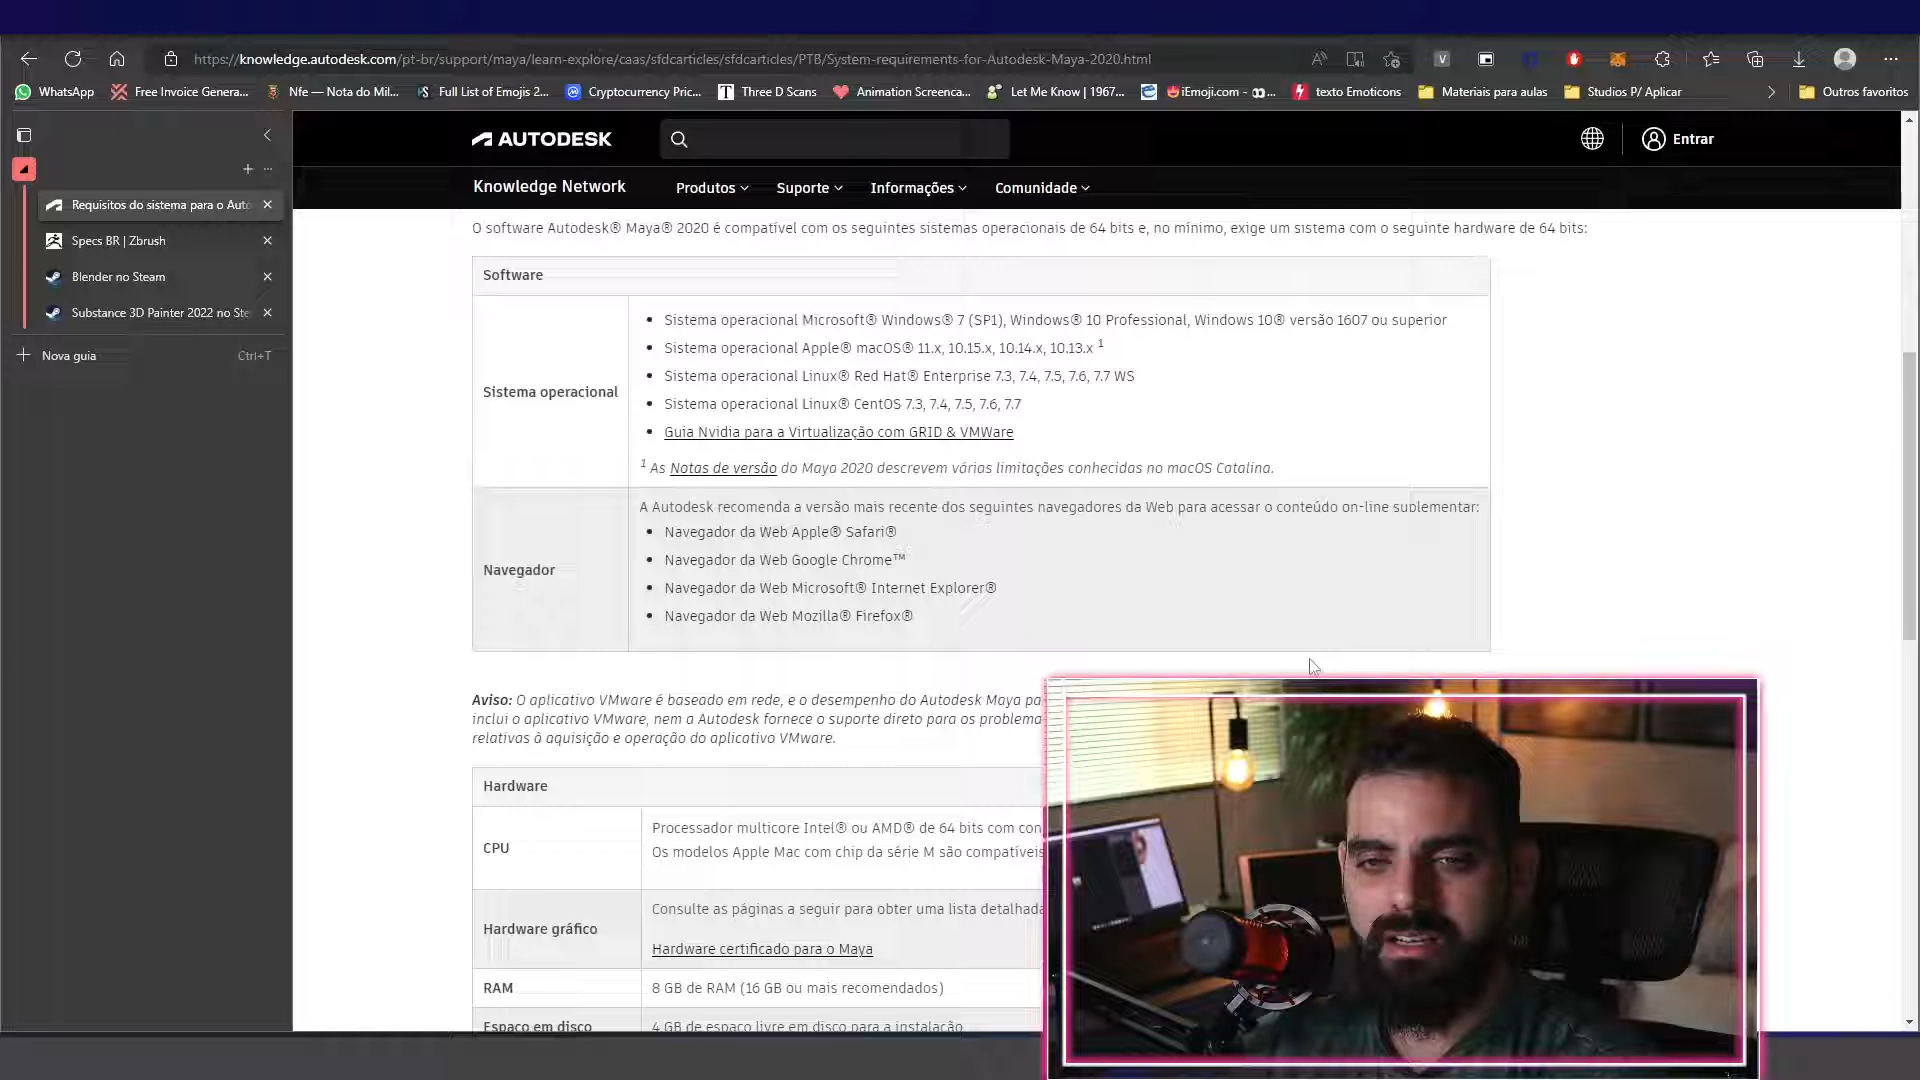 https://knowledge.autodesk.com/pt-br/support/maya/learn-explore/caas/sfdcarticles/sfdcarticles/PTB/System-requirements-for-Autodesk-Maya-2020.html
WhatsApp
Free Invoice Genera...
Nfe — Nota do Mil...
Full List of Emojis 2...
Cryptocurrency Pric...
Three D Scans
Animation Screenca...
Let Me Know | 1967...
iEmoji.com -
texto Emoticons
Materiais para aulas
Studios P/ Aplicar
Outros favoritos
Requisitos do sistema para o Auto
Specs BR | Zbrush
Blender no Steam
Substance 3D Painter 2022 no Ste
Nova guia Ctrl+T
AUTODESK
Entrar
Knowledge Network Produtos Suporte Informações Comunidade
O software Autodesk® Maya® 2020 é compatível com os seguintes sistemas operacionais de 64 bits e, no mínimo, exige um sistema com o seguinte hardware de 64 bits:
Software
Sistema operacional
Sistema operacional Microsoft® Windows® 7 (SP1), Windows® 10 Professional, Windows 10® versão 1607 ou superior
Sistema operacional Apple® macOS® 11.x, 10.15.x, 10.14.x, 10.13.x 1
Sistema operacional Linux® Red Hat® Enterprise 7.3, 7.4, 7.5, 7.6, 7.7 WS
Sistema operacional Linux® CentOS 7.3, 7.4, 7.5, 7.6, 7.7
Guia Nvidia para a Virtualização com GRID & VMWare
1 As Notas de versão do Maya 2020 descrevem várias limitações conhecidas no macOS Catalina.
Navegador
A Autodesk recomenda a versão mais recente dos seguintes navegadores da Web para acessar o conteúdo on-line sublementar:
Navegador da Web Apple® Safari®
Navegador da Web Google Chrome™
Navegador da Web Microsoft® Internet Explorer®
Navegador da Web Mozilla® Firefox®
Aviso: O aplicativo VMware é baseado em rede, e o desempenho do Autodesk Maya pa
inclui o aplicativo VMware, nem a Autodesk fornece o suporte direto para os problema
relativas à aquisição e operação do aplicativo VMware.
Hardware
CPU
Processador multicore Intel® ou AMD® de 64 bits com con
Os modelos Apple Mac com chip da série M são compatíveis
Hardware gráfico
Consulte as páginas a seguir para obter uma lista detalhada
Hardware certificado para o Maya
RAM
8 GB de RAM (16 GB ou mais recomendados)
Espaço em disco
4 GB de espaço livre em disco para a instalação